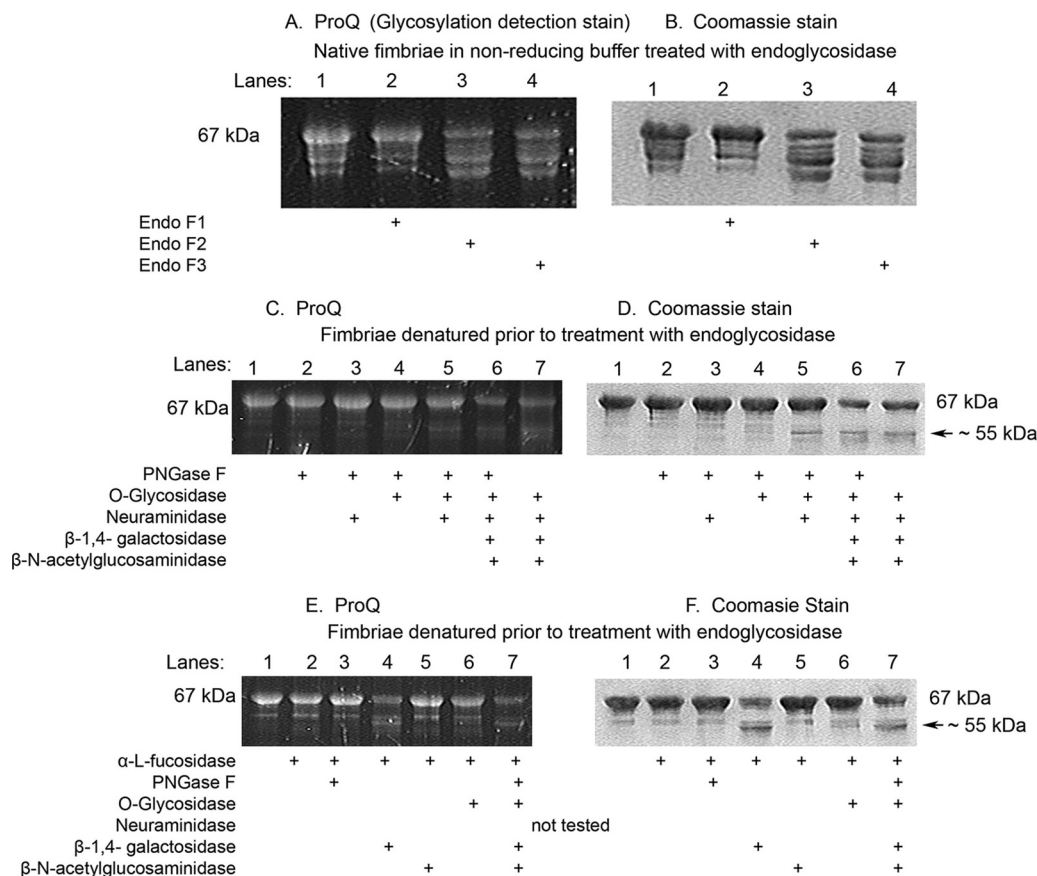 A. ProQ (Glycosylation detection stain) B. Coomassie stain
Native fimbriae in non-reducing buffer treated with endoglycosidase
Lanes: 1 2 3 4 1 2 3 4
67 kDa
Endo F1 + +
Endo F2 + +
Endo F3 + +
C. ProQ D. Coomassie stain
Fimbriae denatured prior to treatment with endoglycosidase
Lanes: 1 2 3 4 5 6 7 1 2 3 4 5 6 7
67 kDa 67 kDa
~ 55 kDa
PNGase F + + + + + + + + + +
O-Glycosidase + + + + + + + +
Neuraminidase + + + + + + + +
β-1,4- galactosidase + + + +
β-N-acetylglucosaminidase + + + +
E. ProQ F. Coomasie Stain
Fimbriae denatured prior to treatment with endoglycosidase
Lanes: 1 2 3 4 5 6 7 1 2 3 4 5 6 7
67 kDa 67 kDa
~ 55 kDa
α-L-fucosidase + + + + + + + + + + + +
PNGase F + + + +
O-Glycosidase + + + +
Neuraminidase not tested
β-1,4- galactosidase + + + +
β-N-acetylglucosaminidase + + + +